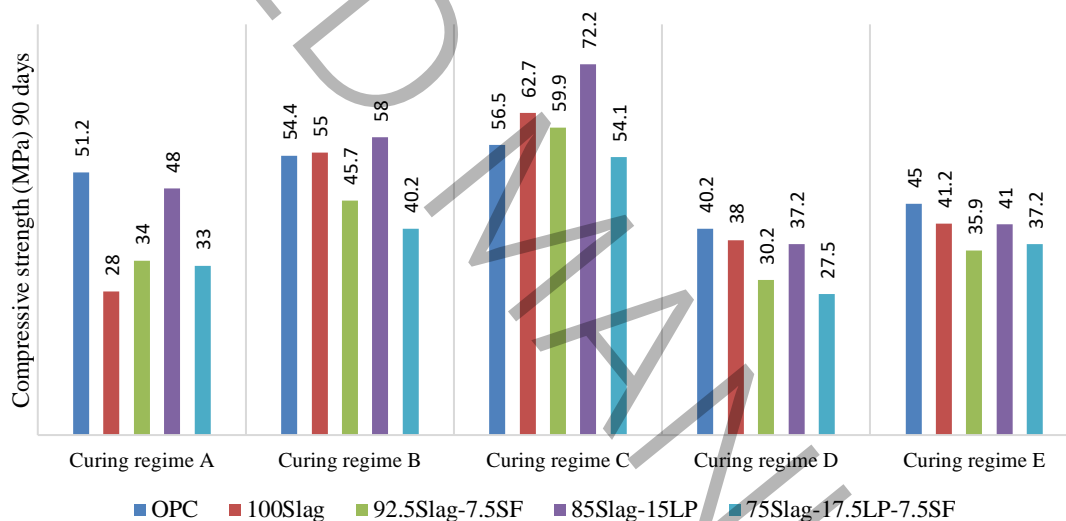 Compressive strength (MPa) 90 days
51.2 28 34 48 33
54.4 55 45.7 58 40.2
56.5 62.7 59.9 72.2 54.1
40.2 38 30.2 37.2 27.5
45 41.2 35.9 41 37.2
Curing regime A Curing regime B Curing regime C Curing regime D Curing regime E
OPC 100Slag 92.5Slag-7.5SF 85Slag-15LP 75Slag-17.5LP-7.5SF